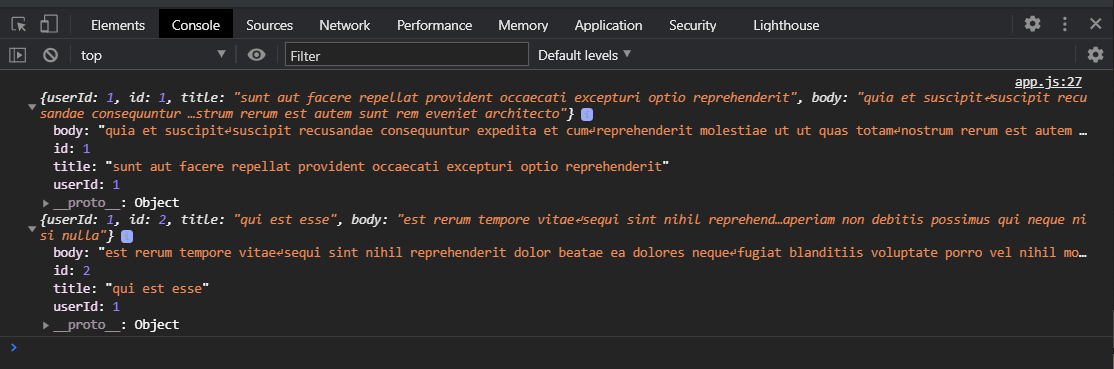 Elements Console Sources Network Performance Memory Application Security Lighthouse
top Filter Default levels
app.js:27
{userId: 1, id: 1, title: "sunt aut facere repellat provident occaecati excepturi optio reprehenderit", body: "quia et suscipit↵suscipit recu
sandae consequuntur …strum rerum est autem sunt rem eveniet architecto"} i
body: "quia et suscipit↵suscipit recusandae consequuntur expedita et cum↵reprehenderit molestiae ut ut quas totam↵nostrum rerum est autem …
id: 1
title: "sunt aut facere repellat provident occaecati excepturi optio reprehenderit"
userId: 1
__proto__: Object
{userId: 1, id: 2, title: "qui est esse", body: "est rerum tempore vitae↵sequi sint nihil reprehend…aperiam non debitis possimus qui neque ni
si nulla"} i
body: "est rerum tempore vitae↵sequi sint nihil reprehenderit dolor beatae ea dolores neque↵fugiat blanditiis voluptate porro vel nihil mo…
id: 2
title: "qui est esse"
userId: 1
__proto__: Object
>